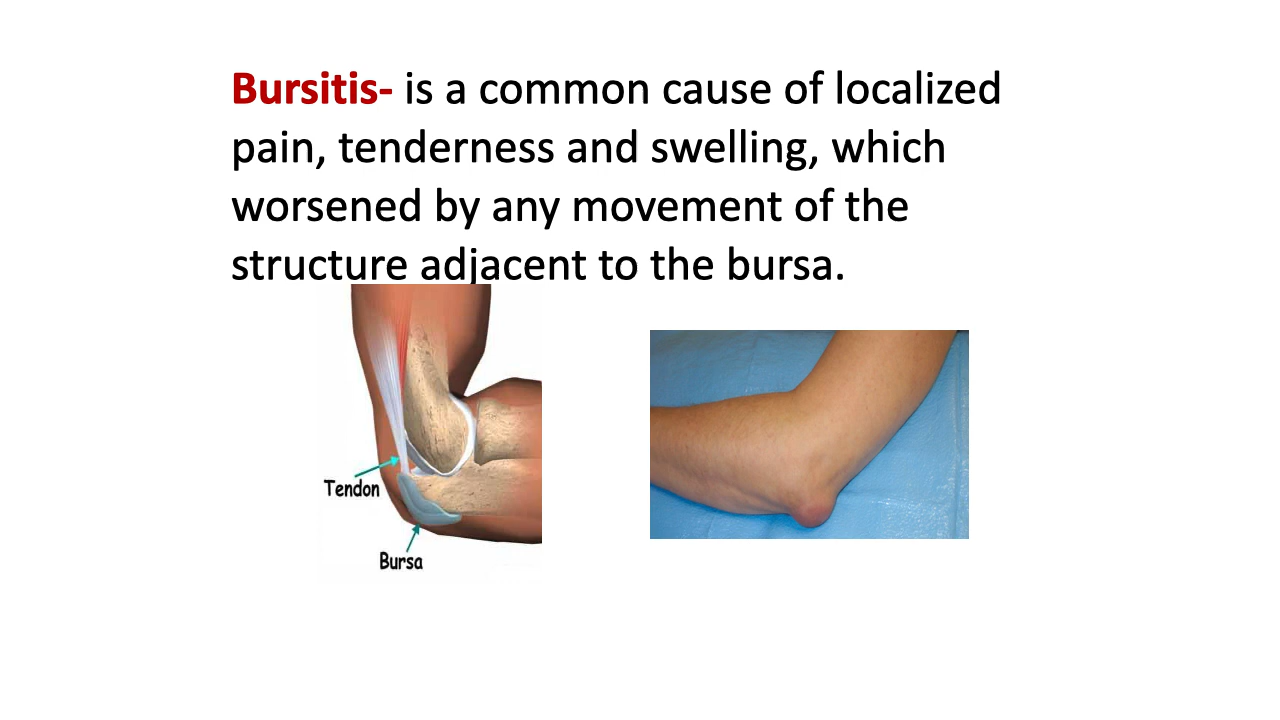 Bursitis- is a common cause of localized
pain, tenderness and swelling, which
worsened by any movement of the
structure adjacent to the bursa.
Tendon
Bursa